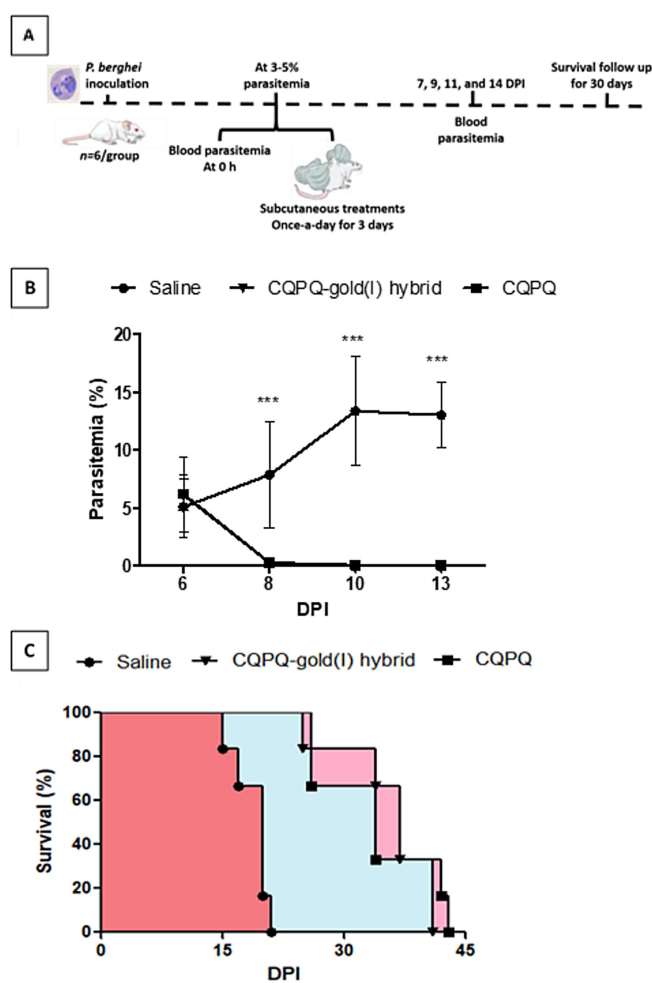 A
P. berghei
inoculation
At 3-5%
parasitemia
7, 9, 11, and 14 DPI
Survival follow up
for 30 days
n=6/group
Blood parasitemia
At 0 h
Blood
parasitemia
Subcutaneous treatments
Once-a-day for 3 days
B
Saline CQPQ-gold(I) hybrid CQPQ
20
15
10
5
0
Parasitemia (%)
***
***
***
6 8 10 13
DPI
C
Saline CQPQ-gold(I) hybrid CQPQ
100
80
60
40
20
0
Survival (%)
0 15 30 45
DPI